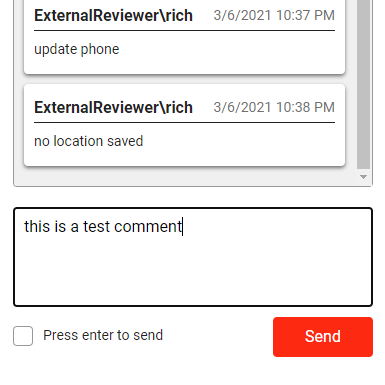 ExternalReviewer\rich 3/6/2021 10:37 PM
update phone
ExternalReviewer\rich 3/6/2021 10:38 PM
no location saved
this is a test comment
Press enter to send
Send